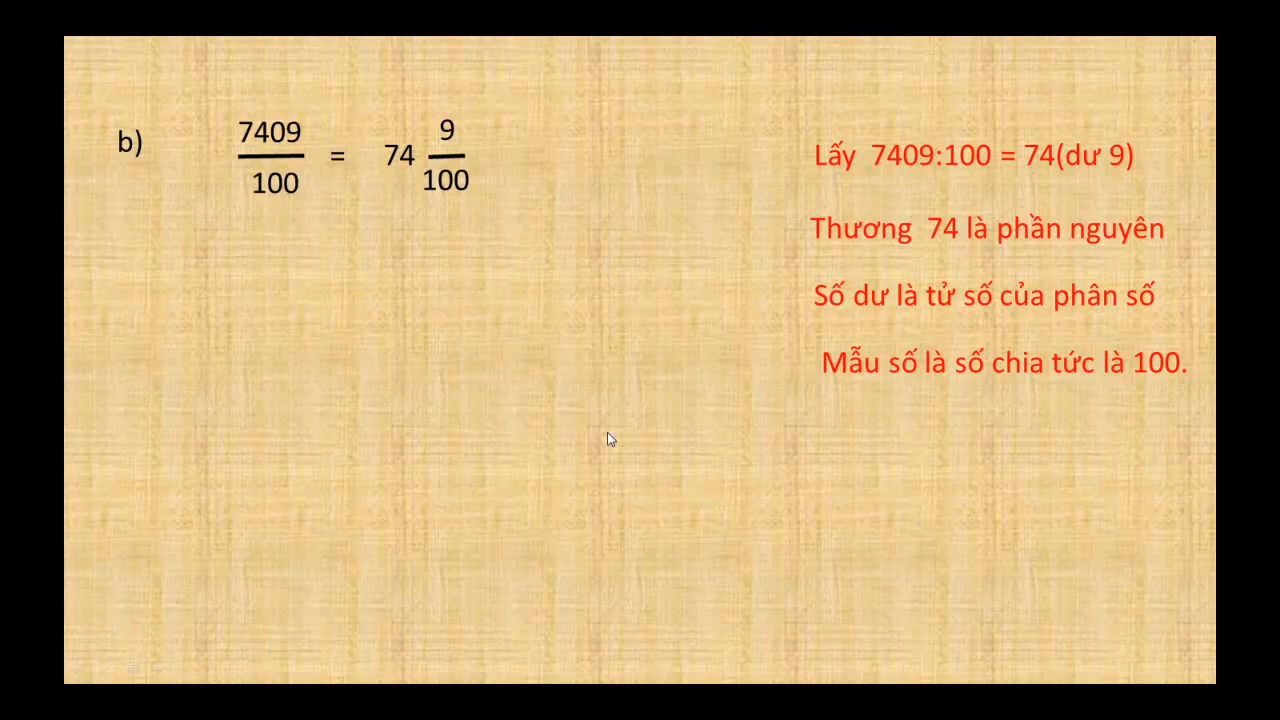 b) 7409/100 = 74 9/100
Lấy 7409:100 = 74(dư 9)
Thương 74 là phần nguyên
Số dư là tử số của phân số
Mẫu số là số chia tức là 100.